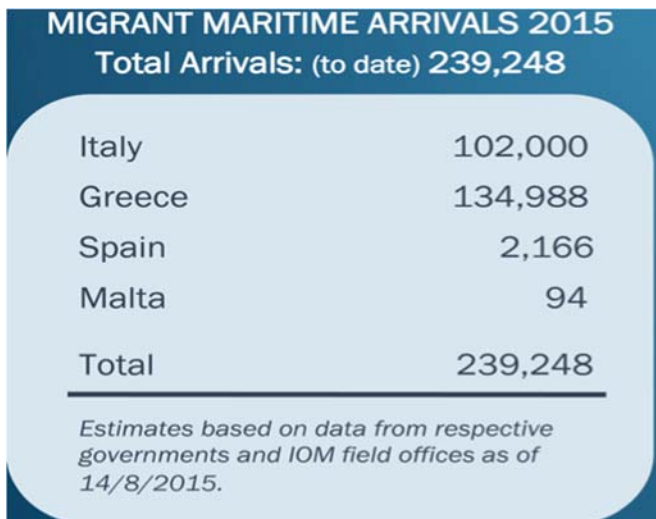 MIGRANT MARITIME ARRIVALS 2015
Total Arrivals: (to date) 239,248
Italy 102,000
Greece 134,988
Spain 2,166
Malta 94
Total 239,248
Estimates based on data from respective
governments and IOM field offices as of
14/8/2015.